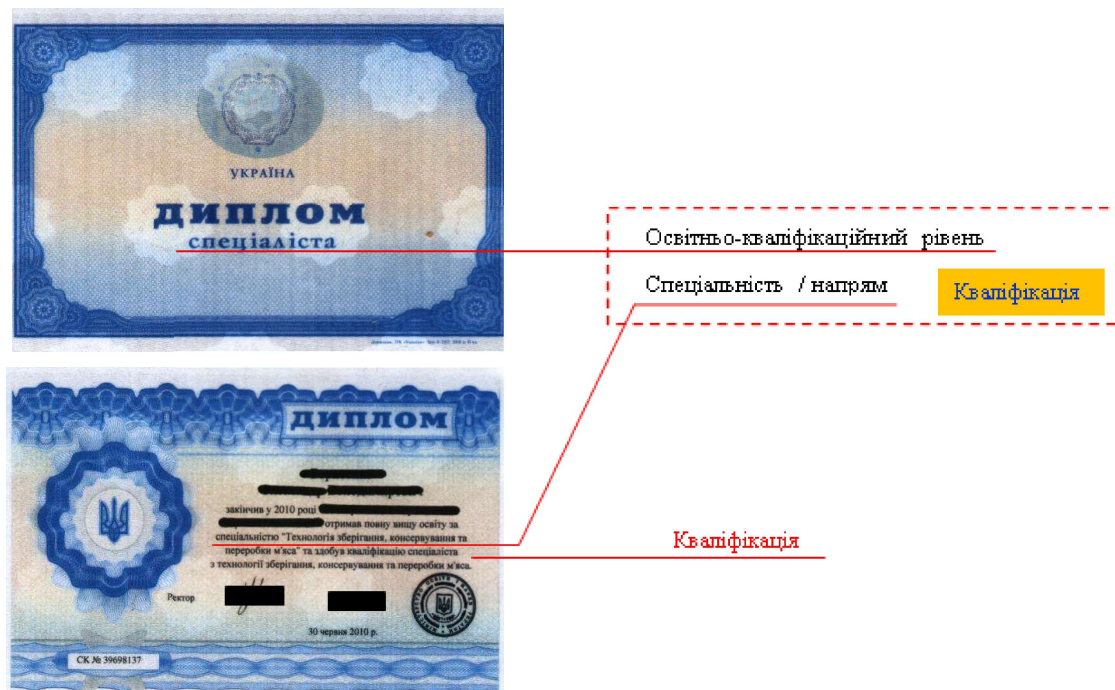 УКРАЇНА
ДИПЛОМ
спеціаліста
Освітньо-кваліфікаційний рівень
Спеціальність / напрям
Кваліфікація
ДИПЛОМ
закінчив у 2010 році
отримав повну вищу освіту за
спеціальністю "Технологія зберігання, консервування та
переробки м'яса" та здобув кваліфікацію спеціаліста
з технології зберігання, консервування та переробки м'яса.
Кваліфікація
Ректор
30 червня 2010 р.
СК № 39698137